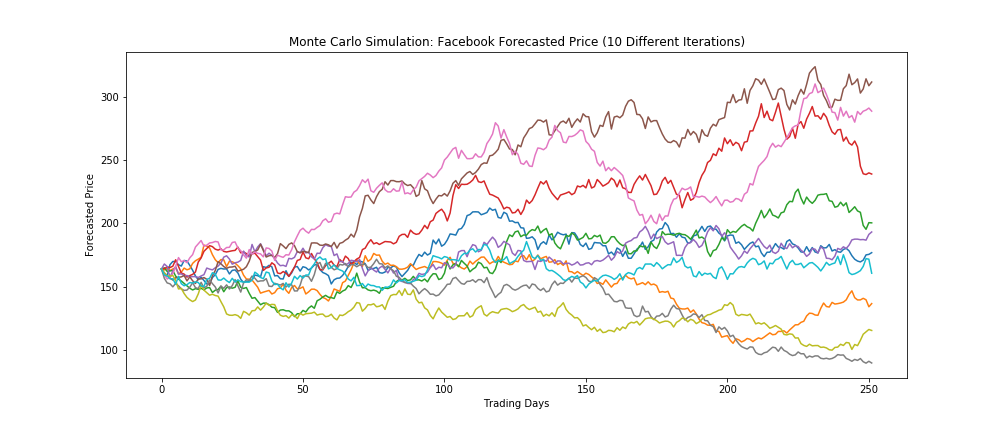 Monte Carlo Simulation: Facebook Forecasted Price (10 Different Iterations)
Forecasted Price
300
250
200
150
100
0 50 100 150 200 250
Trading Days